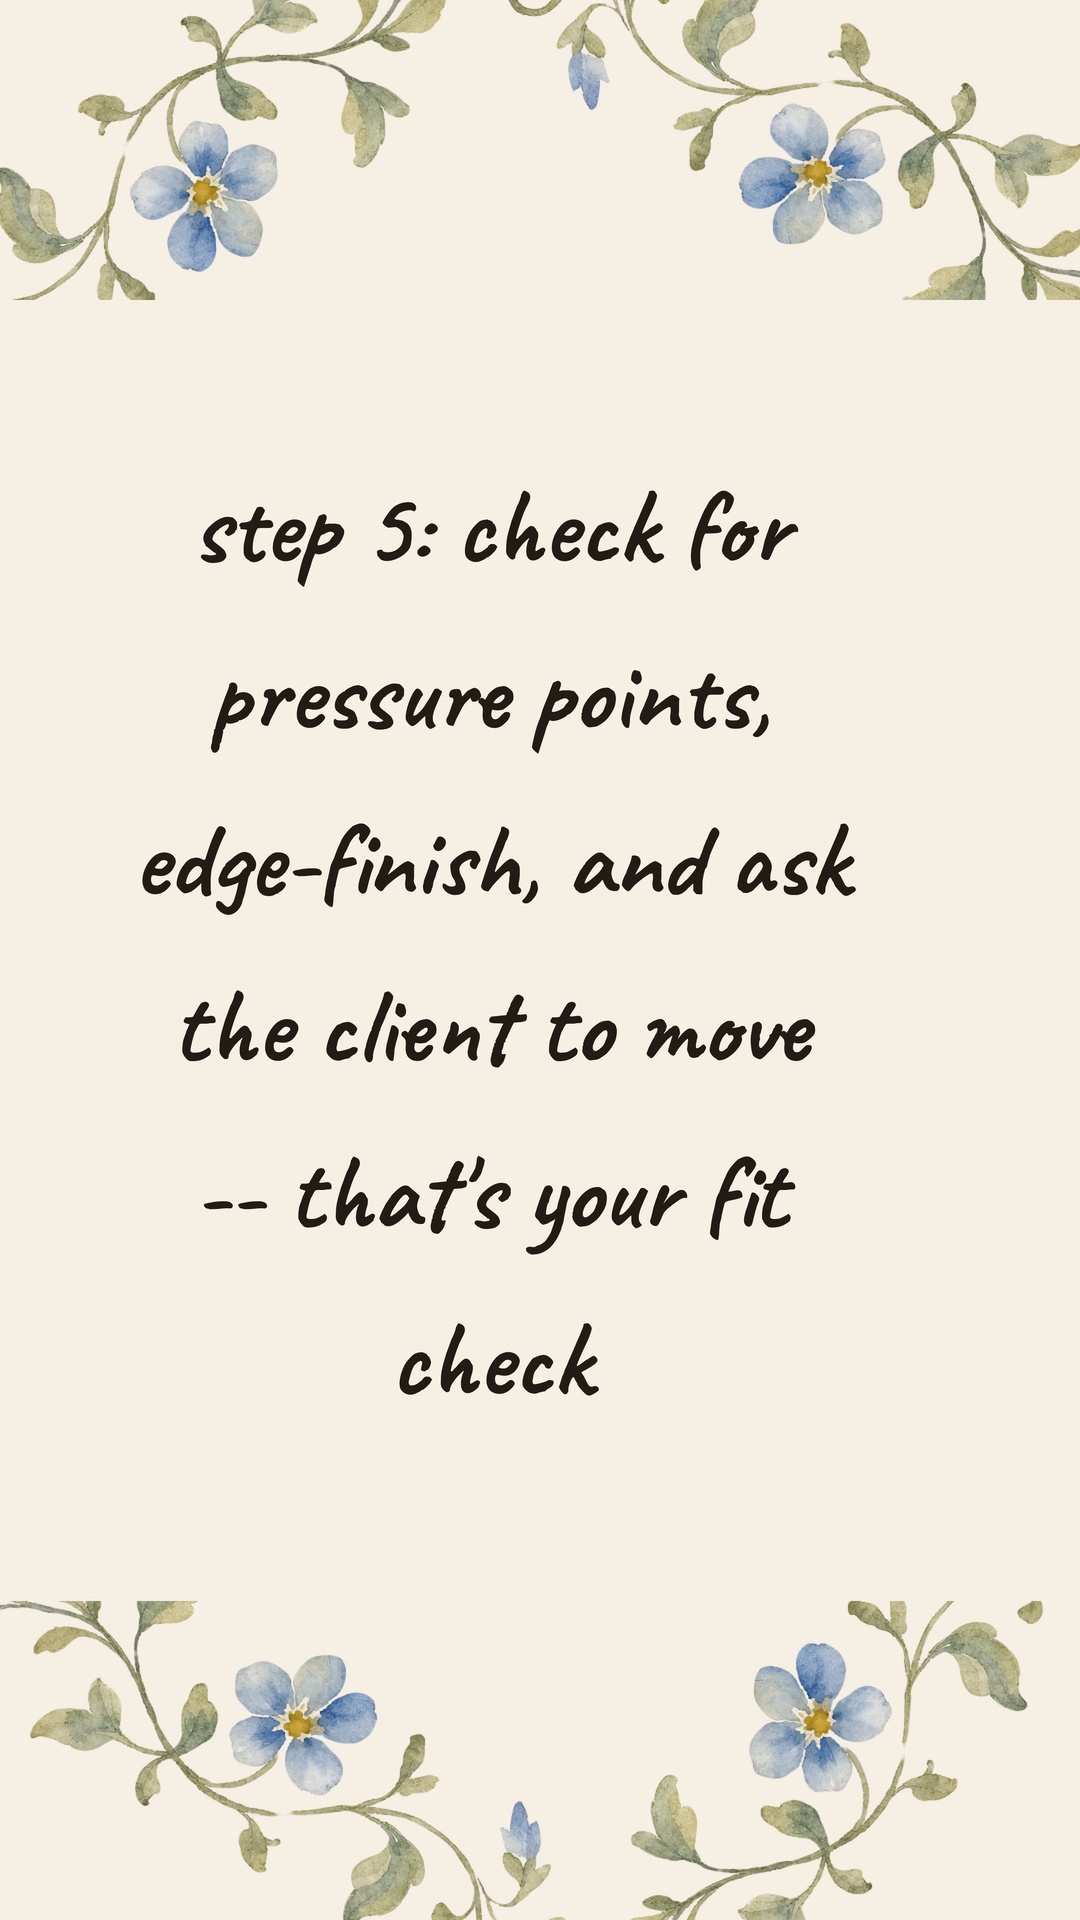 step 5: check for
pressure points,
edge-finish, and ask
the client to move
-- that's your fit
check